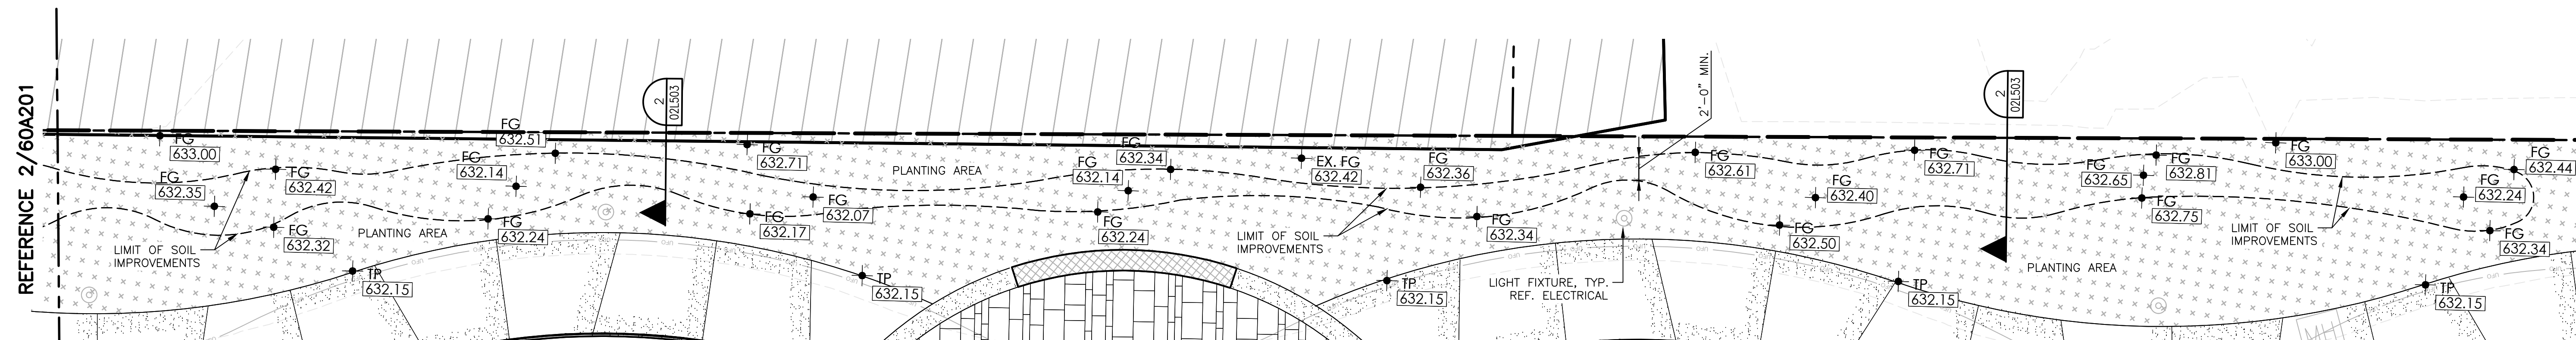 REFERENCE 2/60A201
FG
633.00
FG
632.35
FG
632.42
FG
632.32
LIMIT OF SOIL
IMPROVEMENTS
PLANTING AREA
TP
632.15
FG
632.51
FG
632.14
FG
632.24
2
02L503
FG
632.71
FG
632.07
FG
632.17
TP
632.15
PLANTING AREA
FG
632.34
FG
632.14
FG
632.24
EX. FG
632.42
LIMIT OF SOIL
IMPROVEMENTS
FG
632.36
FG
632.34
TP
632.15
LIGHT FIXTURE, TYP.
REF. ELECTRICAL
2'-0" MIN.
FG
632.61
FG
632.40
FG
632.50
TP
632.15
FG
632.71
2
02L503
PLANTING AREA
FG
632.65
FG
632.81
FG
632.75
FG
633.00
LIMIT OF SOIL
IMPROVEMENTS
FG
632.44
FG
632.24
FG
632.34
TP
632.15